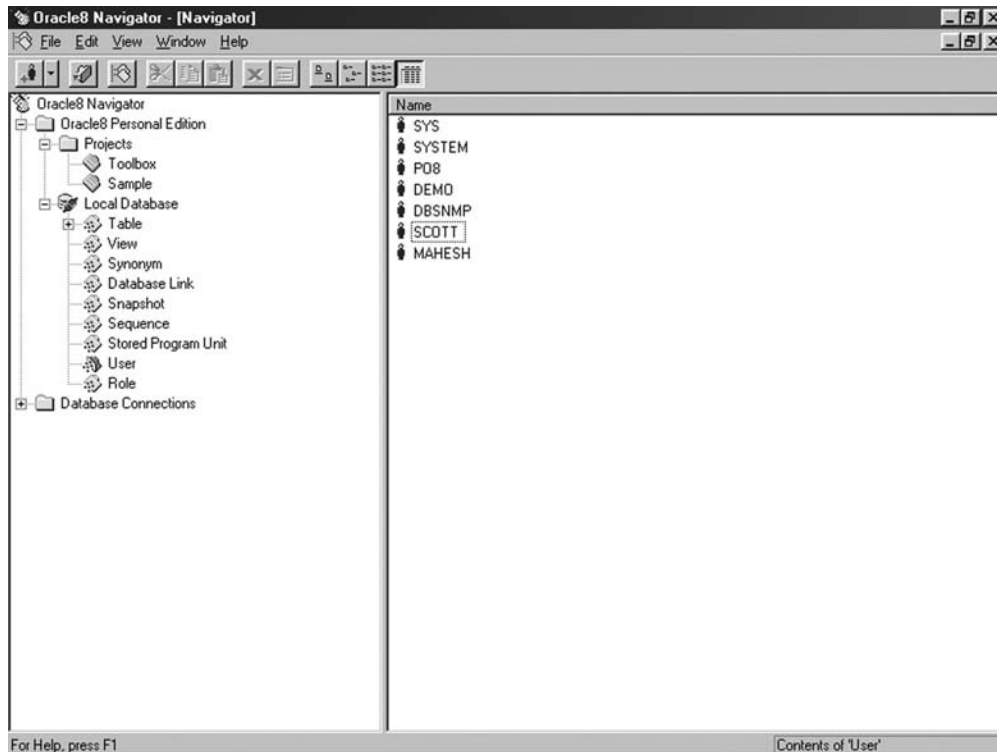 Oracle8 Navigator - [Navigator]
File Edit View Window Help
Oracle8 Navigator
Oracle8 Personal Edition
Projects
Toolbox
Sample
Local Database
Table
View
Synonym
Database Link
Snapshot
Sequence
Stored Program Unit
User
Role
Database Connections
Name
SYS
SYSTEM
PO8
DEMO
DBSNMP
SCOTT
MAHESH
For Help, press F1
Contents of 'User'